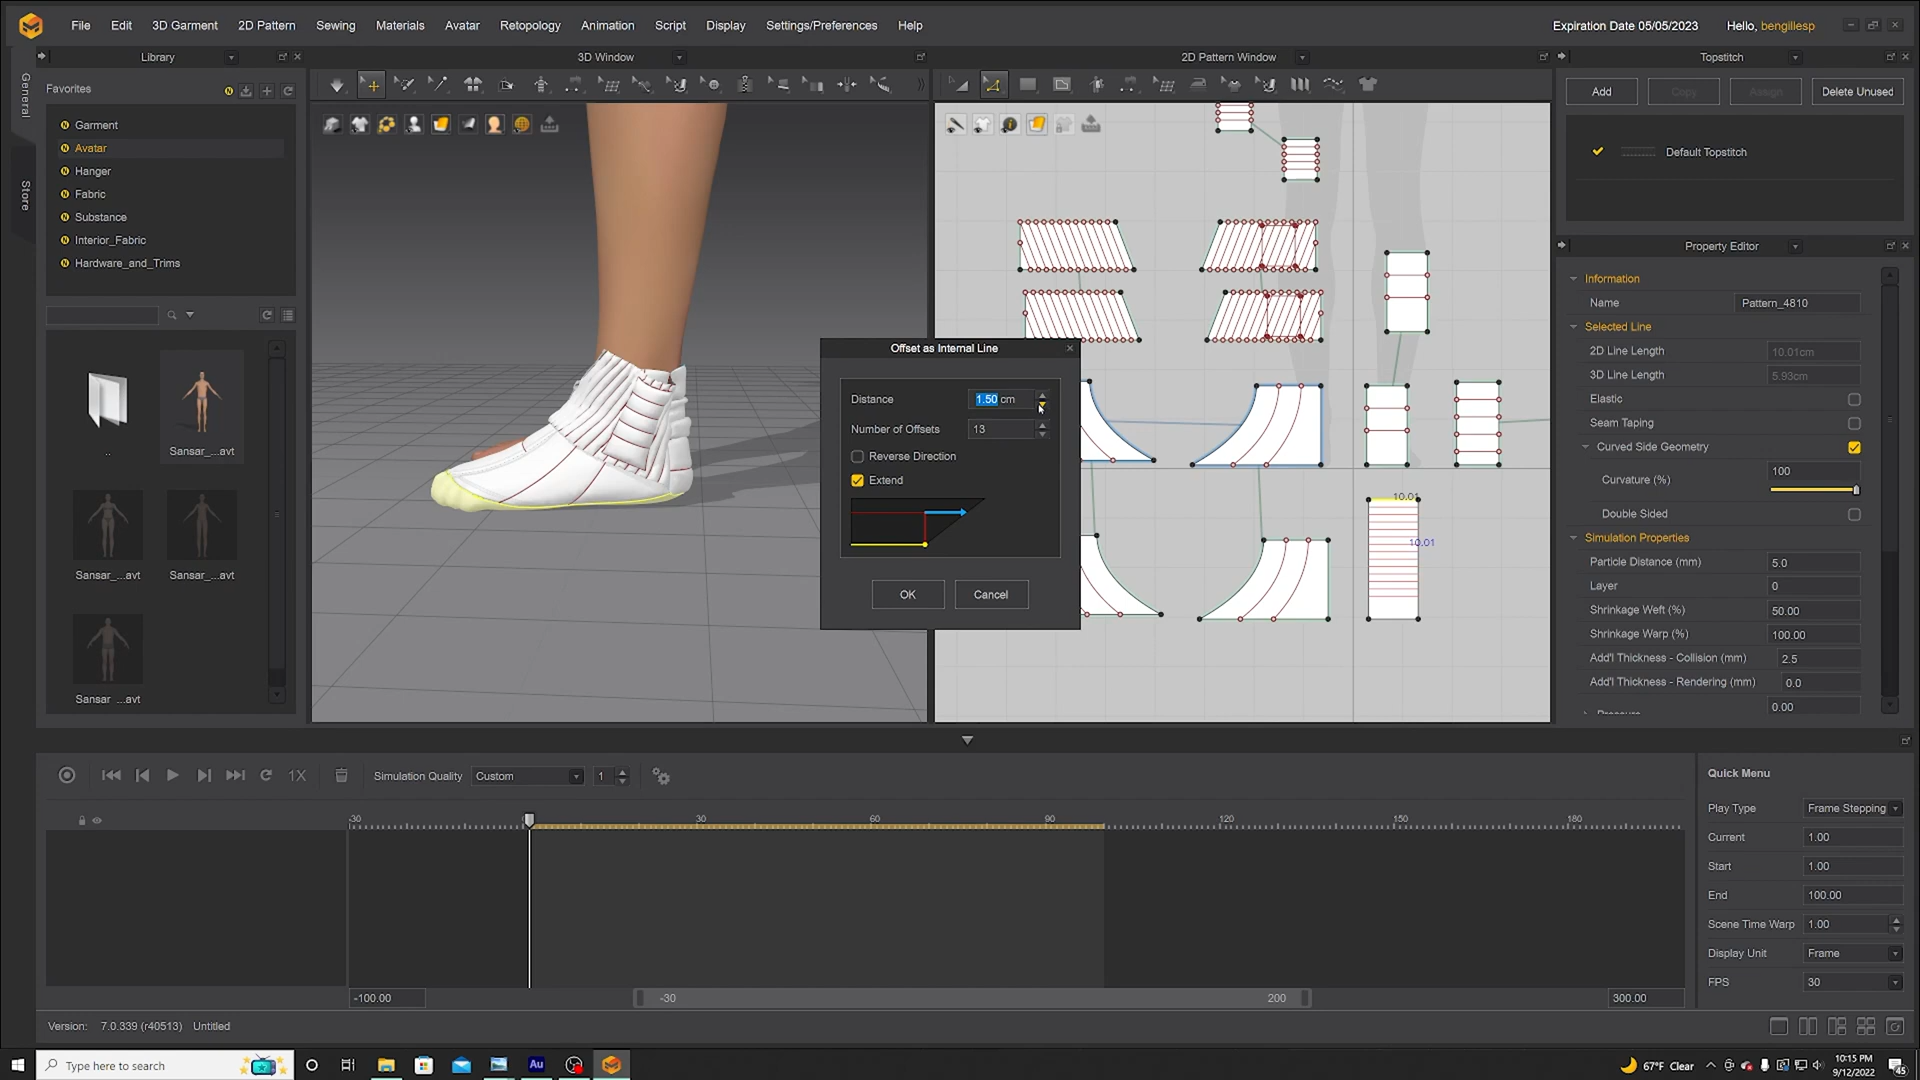 File Edit 3D Garment 2D Pattern Sewing Materials Avatar Retopology Animation Script Display Settings/Preferences Help
Expiration Date 05/05/2023 Hello, bengillesp
Library
3D Window
2D Pattern Window
Topstitch
General
Store
Favorites
Garment
Avatar
Hanger
Fabric
Substance
Interior_Fabric
Hardware_and_Trims
..
Sansar_...avt
Sansar_...avt
Sansar_...avt
Sansar_...avt
Offset as Internal Line
Distance 1.50 cm
Number of Offsets 13
Reverse Direction
Extend
OK Cancel
10.01
10.01
Add Copy Assign Delete Unused
Default Topstitch
Property Editor
Information
Name Pattern_4810
Selected Line
2D Line Length 10.01cm
3D Line Length 5.93cm
Elastic
Seam Taping
Curved Side Geometry
Curvature (%) 100
Double Sided
Simulation Properties
Particle Distance (mm) 5.0
Layer 0
Shrinkage Weft (%) 50.00
Shrinkage Warp (%) 100.00
Add'l Thickness - Collision (mm) 2.5
Add'l Thickness - Rendering (mm) 0.0
Pressure 0.00
1X Simulation Quality Custom 1
-30 30 60 90 120 150 180
-100.00 -30 200 300.00
Quick Menu
Play Type Frame Stepping
Current 1.00
Start 1.00
End 100.00
Scene Time Warp 1.00
Display Unit Frame
FPS 30
Version: 7.0.339 (r40513) Untitled
Type here to search
Au
67°F Clear
10:15 PM
9/12/2022
45